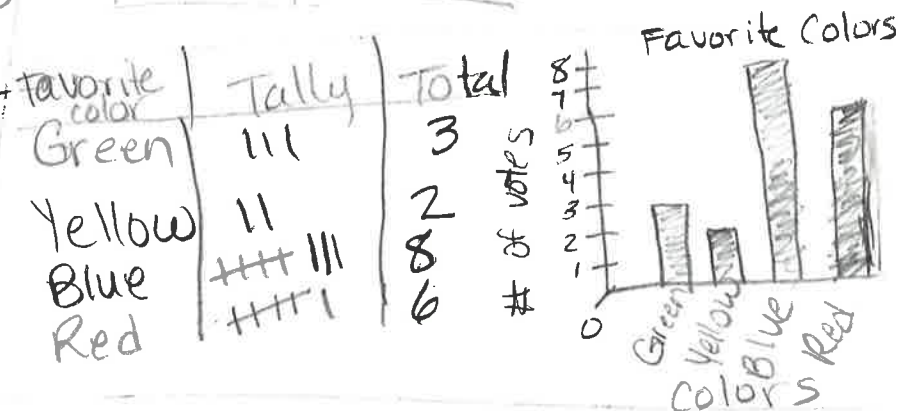 Favorite color Tally Total
Green ||| 3
Yellow || 2
Blue 𝍸 ||| 8
Red 𝍸 | 6
Favorite Colors
# of votes
8
7
6
5
4
3
2
1
0
Green Yellow Blue Red
Colors